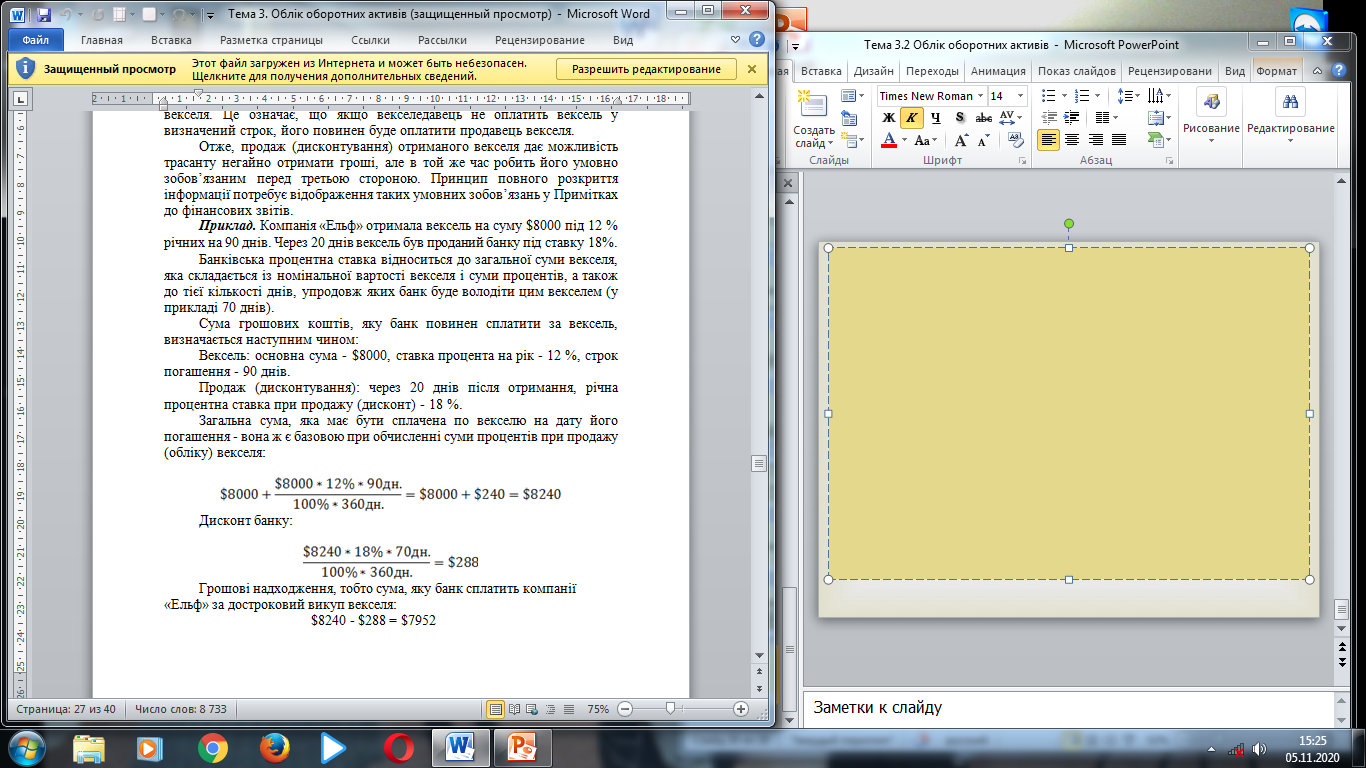 Тема 3. Облік оборотних активів (защищенный просмотр) - Microsoft Word
Файл Главная Вставка Разметка страницы Ссылки Рассылки Рецензирование Вид
Защищенный просмотр Этот файл загружен из Интернета и может быть небезопасен. Щелкните для получения дополнительных сведений. Разрешить редактирование
векселя. Це означає, що якщо векселедавець не оплатить вексель у
визначений строк, його повинен буде оплатити продавець векселя.
Отже, продаж (дисконтування) отриманого векселя дає можливість
трасанту негайно отримати гроші, але в той же час робить його умовно
зобов’язаним перед третьою стороною. Принцип повного розкриття
інформації потребує відображення таких умовних зобов’язань у Примітках
до фінансових звітів.
Приклад. Компанія «Ельф» отримала вексель на суму $8000 під 12 %
річних на 90 днів. Через 20 днів вексель був проданий банку під ставку 18%.
Банківська процентна ставка відноситься до загальної суми векселя,
яка складається із номінальної вартості векселя і суми процентів, а також
до тієї кількості днів, упродовж яких банк буде володіти цим векселем (у
прикладі 70 днів).
Сума грошових коштів, яку банк повинен сплатити за вексель,
визначається наступним чином:
Вексель: основна сума - $8000, ставка процента на рік - 12 %, строк
погашення - 90 днів.
Продаж (дисконтування): через 20 днів після отримання, річна
процентна ставка при продажу (дисконт) - 18 %.
Загальна сума, яка має бути сплачена по векселю на дату його
погашення - вона ж є базовою при обчисленні суми процентів при продажу
(обліку) векселя:
$8000 + $8000 * 12% * 90дн. / 100% * 360дн. = $8000 + $240 = $8240
Дисконт банку:
$8240 * 18% * 70дн. / 100% * 360дн. = $288
Грошові надходження, тобто сума, яку банк сплатить компанії
«Ельф» за достроковий викуп векселя:
$8240 - $288 = $7952
Страница: 27 из 40 Число слов: 8 733 75%
Тема 3.2 Облік оборотних активів - Microsoft PowerPoint
ая Вставка Дизайн Переходы Анимация Показ слайдов Рецензировани Вид Формат
Создать слайд
Слайды
Times New Roman 14
Ж К Ч S abc AV
A Aa A A
Шрифт
Абзац
Рисование
Редактирование
Заметки к слайду
15:25
05.11.2020